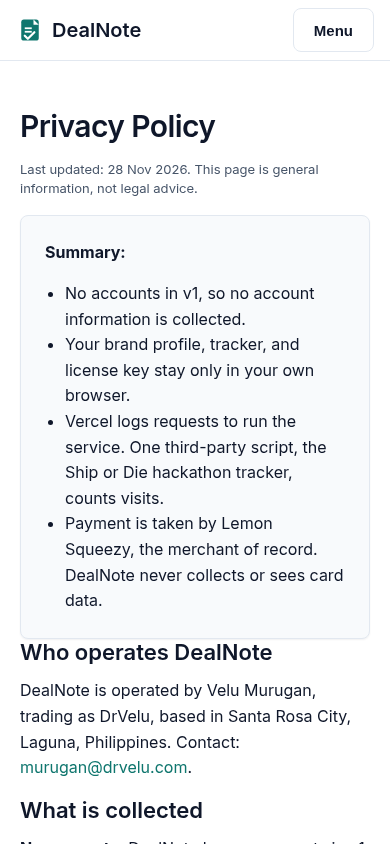 DealNote
Menu
Privacy Policy
Last updated: 28 Nov 2026. This page is general
information, not legal advice.
Summary:
• No accounts in v1, so no account
information is collected.
• Your brand profile, tracker, and
license key stay only in your own
browser.
• Vercel logs requests to run the
service. One third-party script, the
Ship or Die hackathon tracker,
counts visits.
• Payment is taken by Lemon
Squeezy, the merchant of record.
DealNote never collects or sees card
data.
Who operates DealNote
DealNote is operated by Velu Murugan,
trading as DrVelu, based in Santa Rosa City,
Laguna, Philippines. Contact:
murugan@drvelu.com.
What is collected